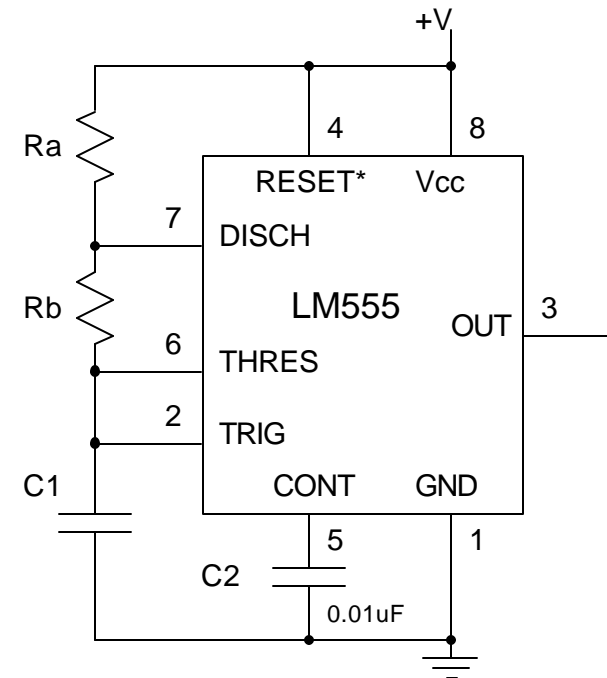 +V
Ra
4
8
RESET*
Vcc
7
DISCH
LM555
Rb
3
OUT
6
THRES
2
TRIG
C1
CONT
GND
5
1
C2
0.01uF